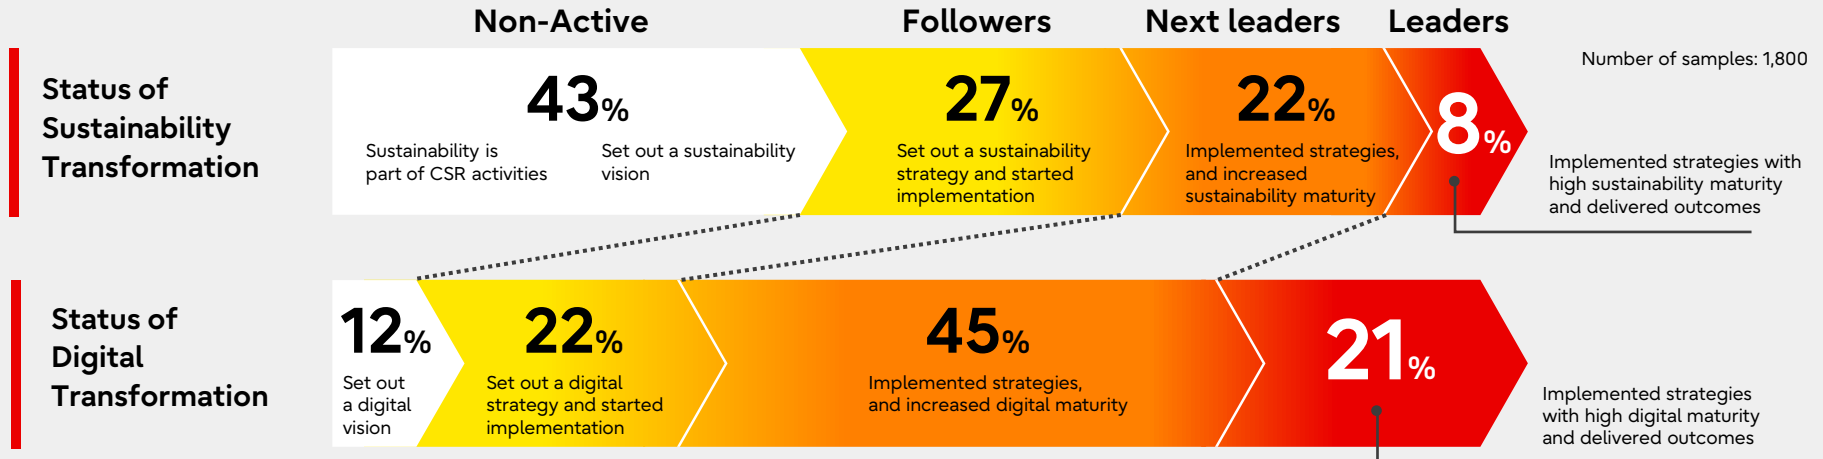 Non-Active
Followers
Next leaders
Leaders
Number of samples: 1,800
Status of
Sustainability
Transformation
43%
Sustainability is
part of CSR activities
Set out a sustainability
vision
27%
Set out a sustainability
strategy and started
implementation
22%
Implemented strategies,
and increased
sustainability maturity
8%
Implemented strategies with
high sustainability maturity
and delivered outcomes
Status of
Digital
Transformation
12%
Set out
a digital
vision
22%
Set out a digital
strategy and started
implementation
45%
Implemented strategies,
and increased digital maturity
21%
Implemented strategies
with high digital maturity
and delivered outcomes